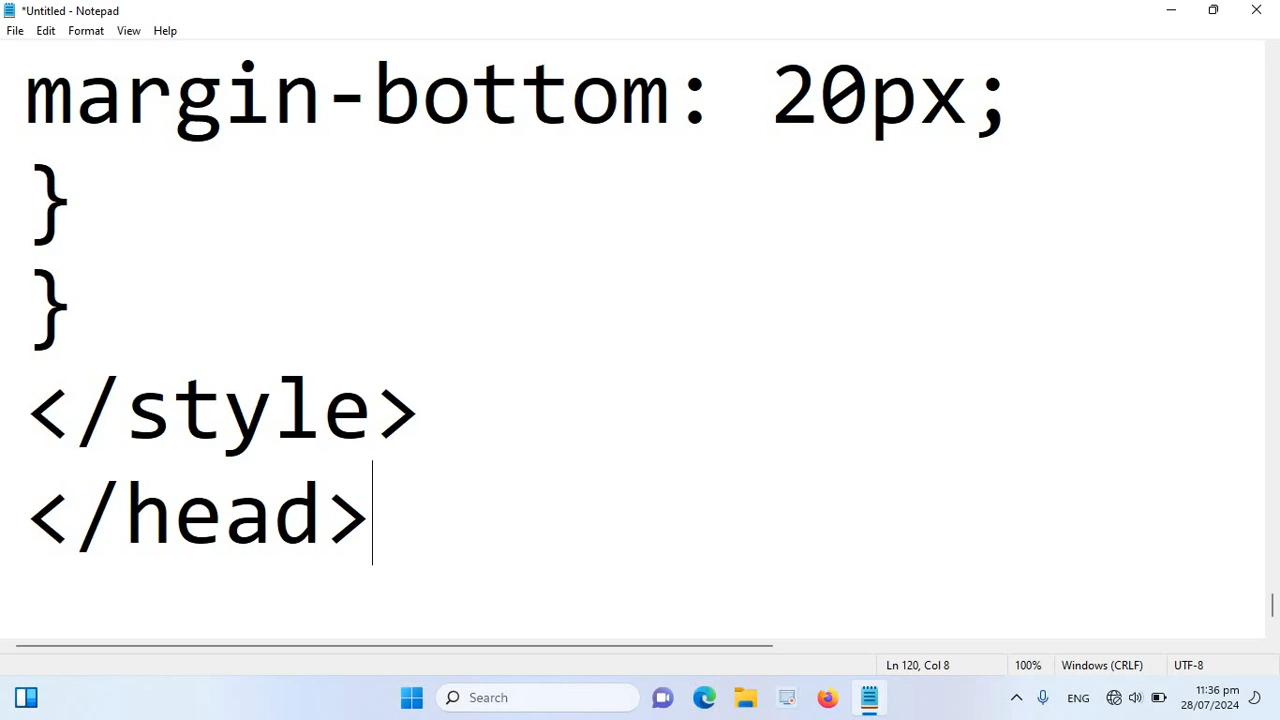 *Untitled - Notepad
File Edit Format View Help
margin-bottom: 20px;
}
}
</style>
</head>
Ln 120, Col 8 100% Windows (CRLF) UTF-8
Search ENG 11:36 pm
28/07/2024